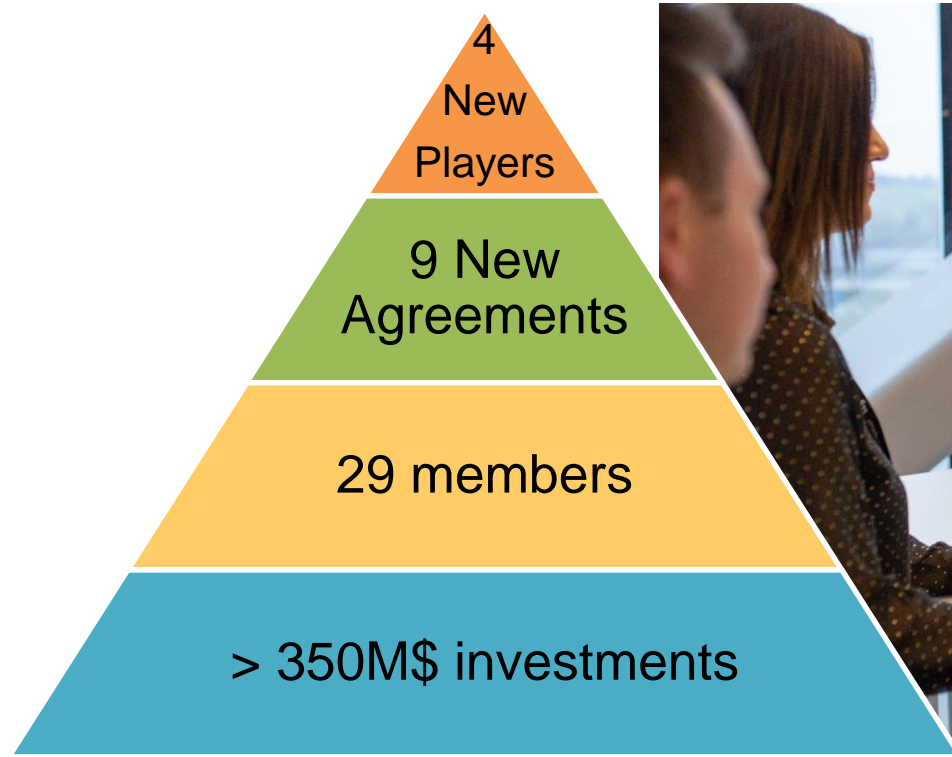 4
New
Players
9 New
Agreements
29 members
> 350M$ investments